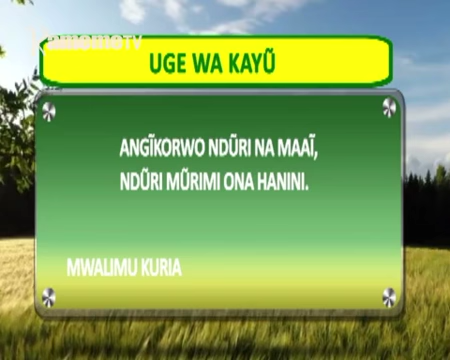 UGE WA KAYŨ
ANGĨKORWO NDŨRI NA MAAĨ,
NDŨRI MŨRIMI ONA HANINI.
MWALIMU KURIA